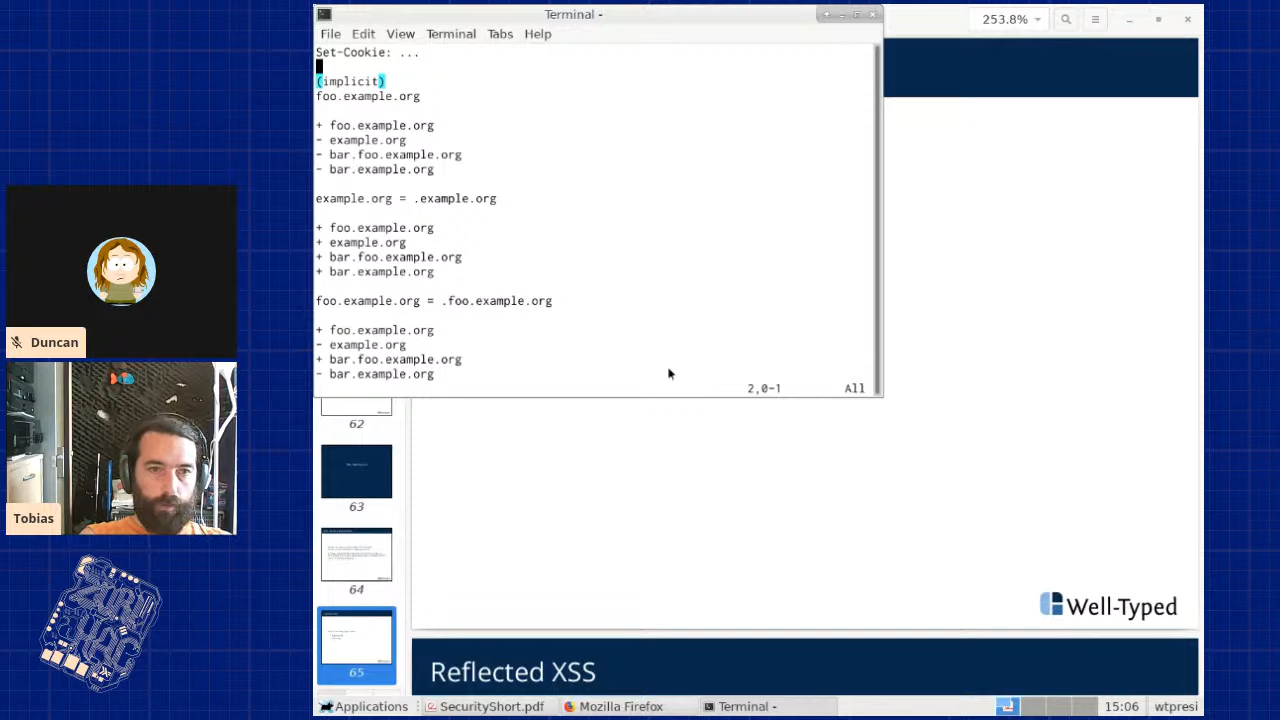 Terminal -
253.8%
File Edit View Terminal Tabs Help
Set-Cookie: ...
(implicit)
foo.example.org
+ foo.example.org
- example.org
- bar.foo.example.org
- bar.example.org
example.org = .example.org
+ foo.example.org
+ example.org
+ bar.foo.example.org
+ bar.example.org
foo.example.org = .foo.example.org
+ foo.example.org
- example.org
+ bar.foo.example.org
- bar.example.org
2,0-1 All
Duncan
Tobias
62
63
64
65
Well-Typed
Reflected XSS
Applications SecurityShort.pdf Mozilla Firefox Terminal - 15:06 wtpresi